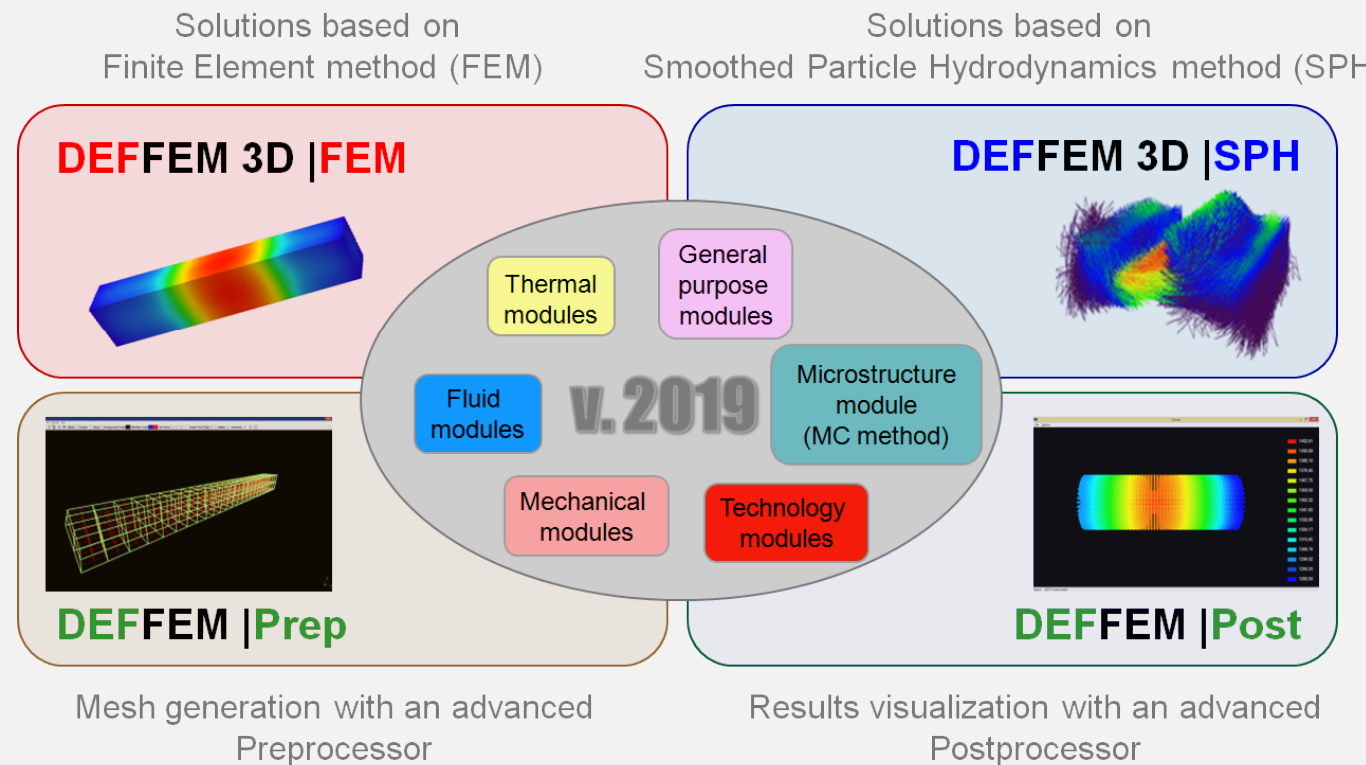 Solutions based on
Finite Element method (FEM)
Solutions based on
Smoothed Particle Hydrodynamics method (SPH
DEFFEM 3D |FEM
DEFFEM 3D |SPH
Thermal
modules
General
purpose
modules
Fluid
modules
v. 2019
Microstructure
module
(MC method)
Mechanical
modules
Technology
modules
DEFFEM |Prep
DEFFEM |Post
Mesh generation with an advanced
Preprocessor
Results visualization with an advanced
Postprocessor